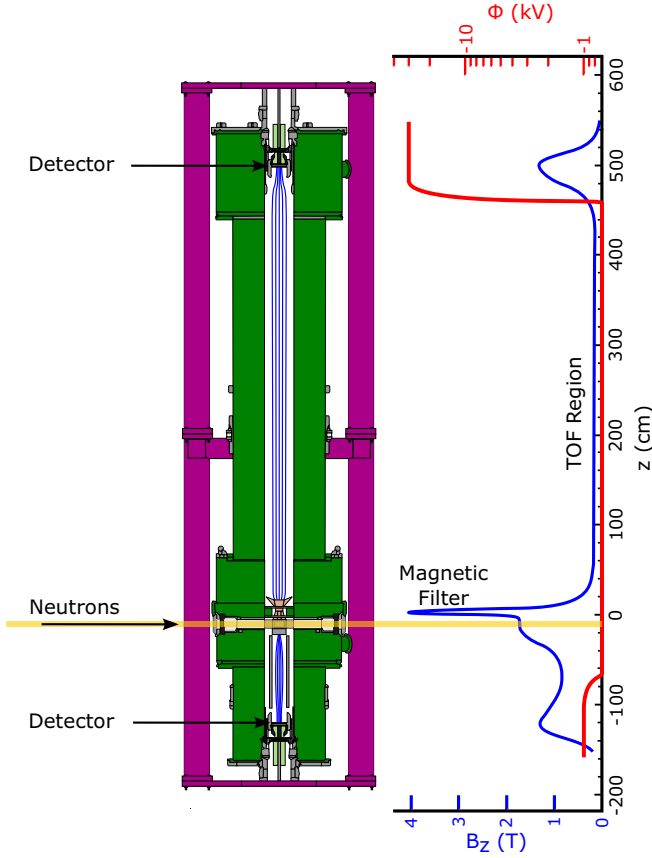 Φ (kV)
-10
-1
600
Detector
500
400
300
TOF Region
z (cm)
200
100
Magnetic
Filter
Neutrons
0
Detector
-100
-200
4
3
2
1
0
Bz (T)